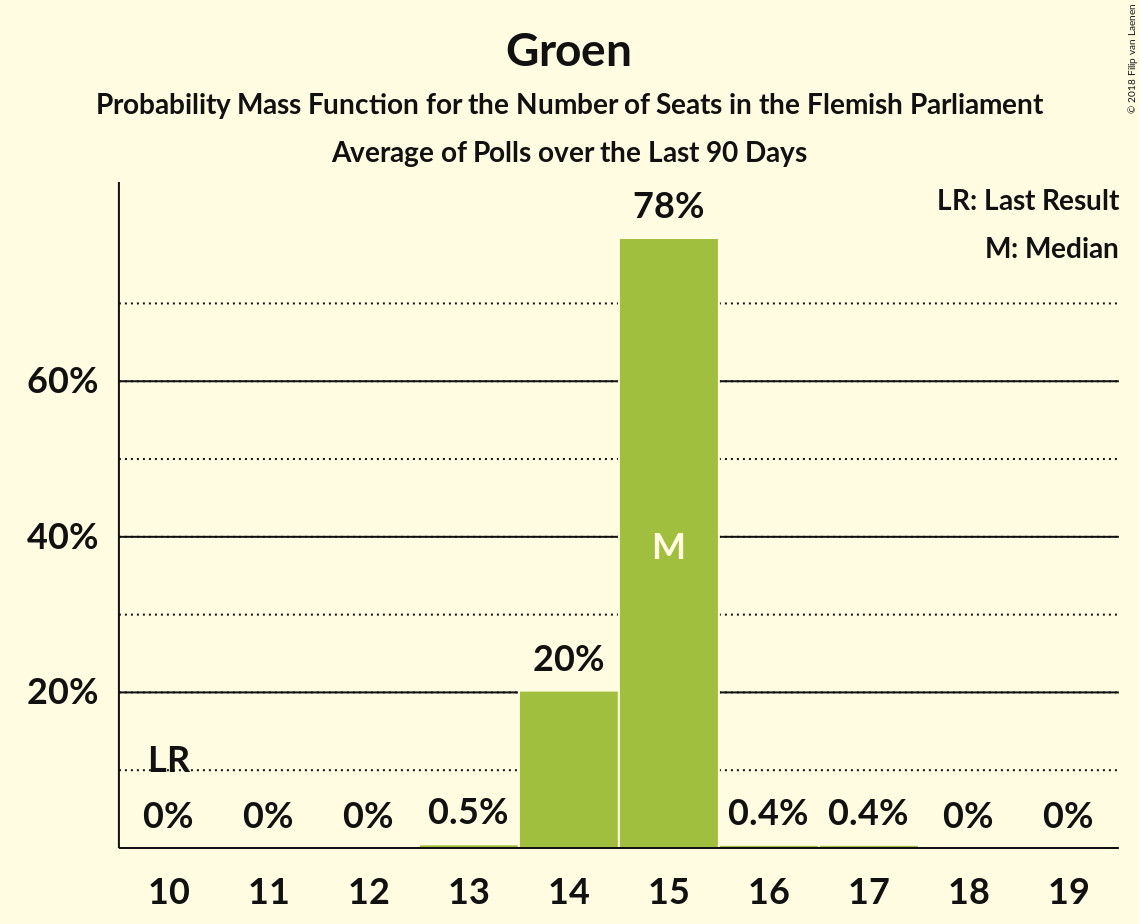 Groen
Probability Mass Function for the Number of Seats in the Flemish Parliament
Average of Polls over the Last 90 Days
© 2018 Filip van Laenen
LR: Last Result
M: Median
78%
60%
40%
M
20%
20%
LR
0% 0% 0% 0.5% 0.4% 0.4% 0% 0%
10 11 12 13 14 15 16 17 18 19